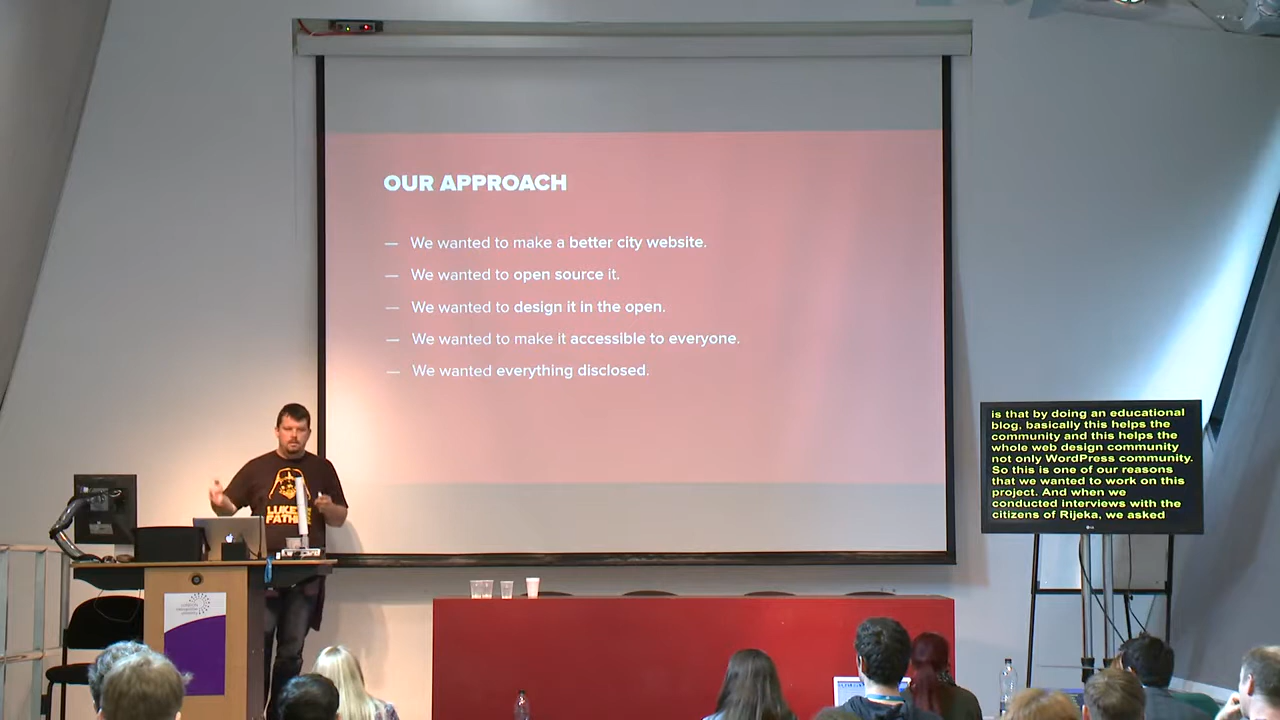 OUR APPROACH
— We wanted to make a better city website.
— We wanted to open source it.
— We wanted to design it in the open.
— We wanted to make it accessible to everyone.
— We wanted everything disclosed.
is that by doing an educational
blog, basically this helps the
community and this helps the
whole web design community
not only WordPress community.
So this is one of our reasons
that we wanted to work on this
project. And when we
conducted interviews with the
citizens of Rijeka, we asked
LG